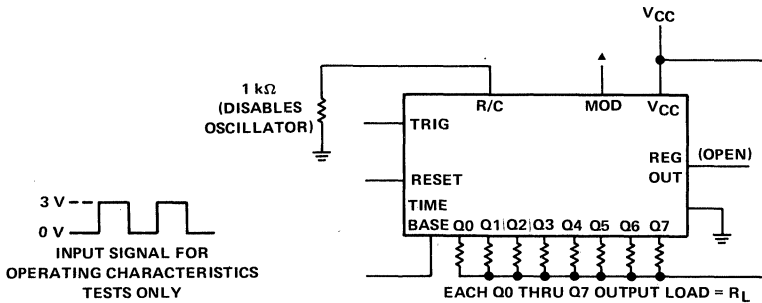 VCC
1 kΩ
(DISABLES
OSCILLATOR)
R/C
MOD
VCC
TRIG
REG
OUT
(OPEN)
RESET
TIME
BASE
Q0 Q1 Q2 Q3 Q4 Q5 Q6 Q7
3 V
0 V
INPUT SIGNAL FOR
OPERATING CHARACTERISTICS
TESTS ONLY
EACH Q0 THRU Q7 OUTPUT LOAD = RL